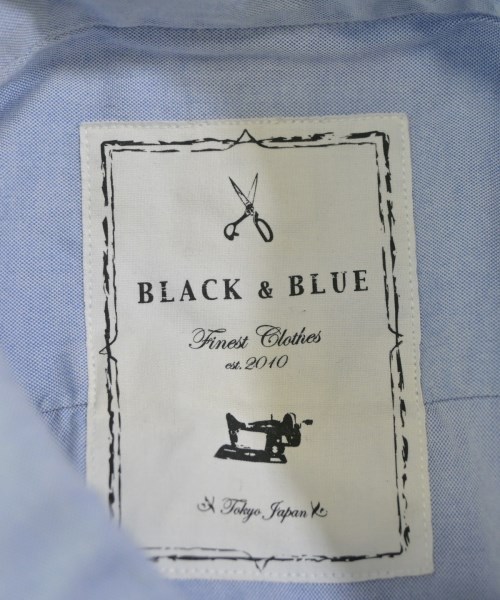 BLACK & BLUE
Finest Clothes
est. 2010
Tokyo Japan